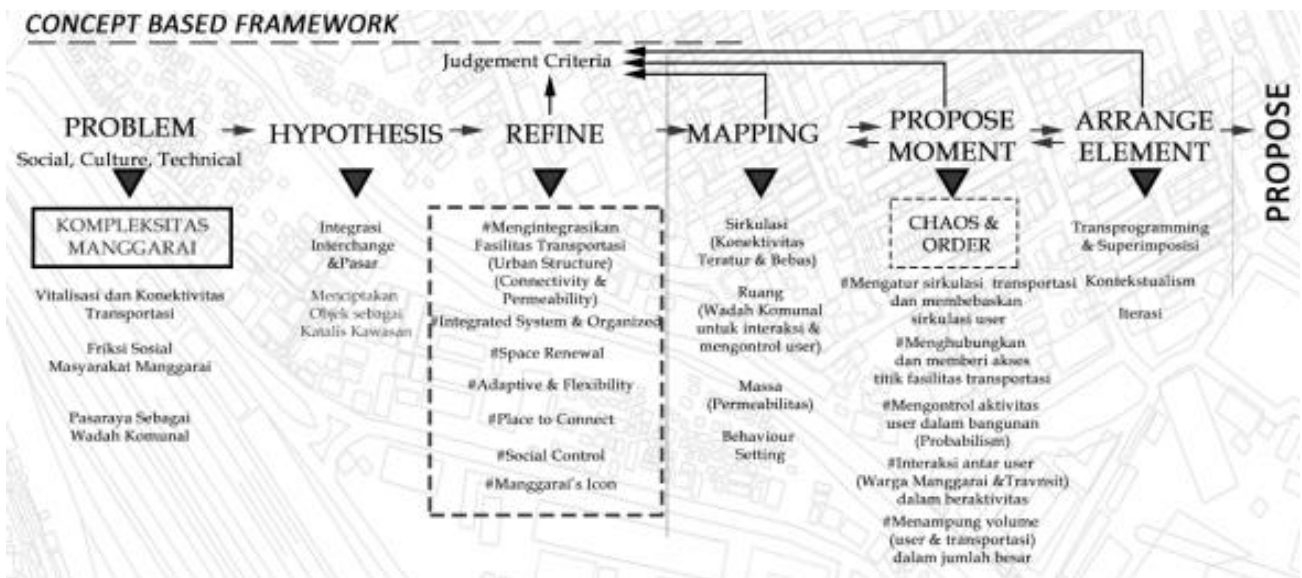 CONCEPT BASED FRAMEWORK
Judgement Criteria
PROBLEM
Social, Culture, Technical
KOMPLEKSITAS
MANGGARAI
Vitalisasi dan Konektivitas
Transportasi
Friksi Sosial
Masyarakat Manggarai
Pasaraya Sebagai
Wadah Komunal
HYPOTHESIS
Integrasi
Interchange
&Pasar
Menciptakan
Objek sebagai
Katalis Kawasan
REFINE
#Mengintegrasikan
Fasilitas Transportasi
(Urban Structure)
(Connectivity &
Permeability)
#Integrated System & Organized
#Space Renewal
#Adaptive & Flexibility
#Place to Connect
#Social Control
#Manggarai's Icon
MAPPING
Sirkulasi
(Konektivitas
Teratur & Bebas)
Ruang
(Wadah Komunal
untuk interaksi &
mengontrol user)
Massa
(Permeabilitas)
Behaviour
Setting
PROPOSE
MOMENT
CHAOS &
ORDER
#Mengatur sirkulasi transportasi
dan membebaskan
sirkulasi user
#Menghubungkan
dan memberi akses
titik fasilitas transportasi
#Mengontrol aktivitas
user dalam bangunan
(Probabilism)
#Interaksi antar user
(Warga Manggarai &Travnsit)
dalam beraktivitas
#Menampung volume
(user & transportasi)
dalam jumlah besar
ARRANGE
ELEMENT
Transprogramming
& Superimposisi
Kontekstualism
Iterasi
PROPOSE